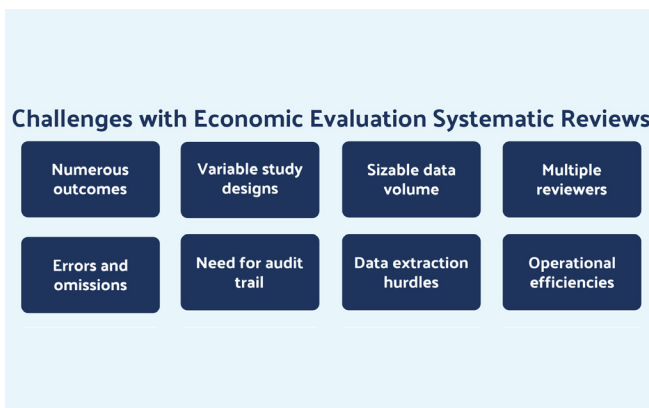 Challenges with Economic Evaluation Systematic Reviews
Numerous
outcomes
Variable study
designs
Sizable data
volume
Multiple
reviewers
Errors and
omissions
Need for audit
trail
Data extraction
hurdles
Operational
efficiencies